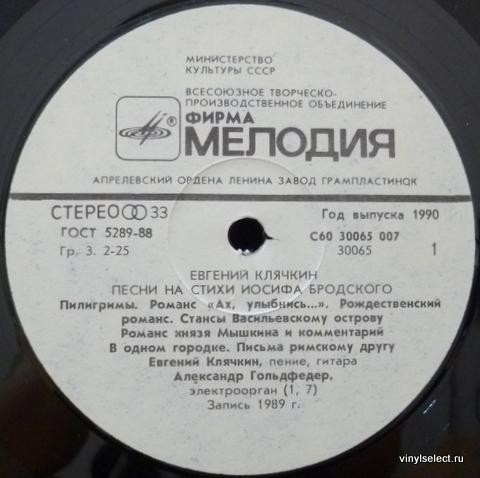 МИНИСТЕРСТВО
КУЛЬТУРЫ СССР
ВСЕСОЮЗНОЕ ТВОРЧЕСКО-
ПРОИЗВОДСТВЕННОЕ ОБЪЕДИНЕНИЕ
ФИРМА
® МЕЛОДИЯ
АПРЕЛЕВСКИЙ ОРДЕНА ЛЕНИНА ЗАВОД ГРАМПЛАСТИНОК
СТЕРЕО 33
Год выпуска 1990
ГОСТ 5289-88
С60 30065 007
Гр. 3. 2-25
30065
1
ЕВГЕНИЙ КЛЯЧКИН
ПЕСНИ НА СТИХИ ИОСИФА БРОДСКОГО
Пилигримы. Романс «Ах, улыбнись...». Рождественский
романс. Стансы Васильевскому острову
Романс князя Мышкина и комментарий
В одном городке. Письма римскому другу
Евгений Клячкин, пение, гитара
Александр Гольдфедер,
электроорган (1, 7)
Запись 1989 г.
vinylselect.ru